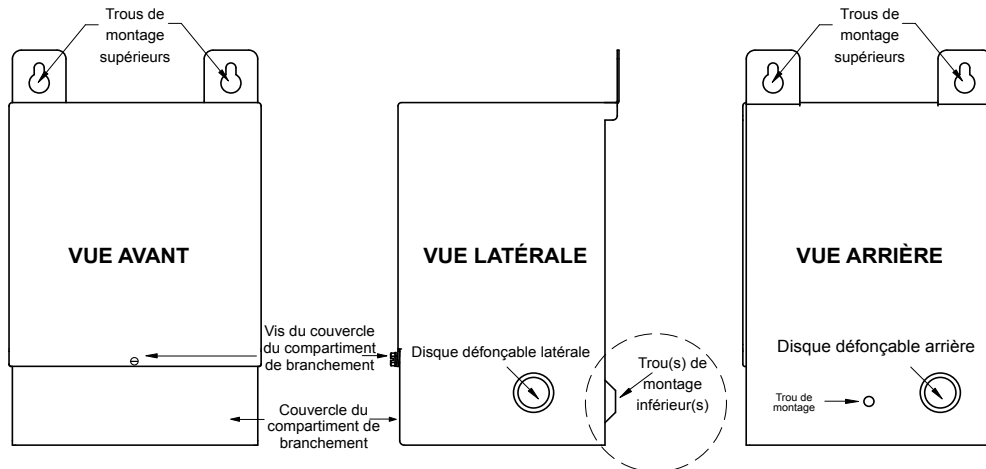 Trous de
montage
supérieurs
VUE AVANT
Vis du couvercle
du compartiment
de branchement
Couvercle du
compartiment de
branchement
VUE LATÉRALE
Disque défonçable latérale
Trou(s) de
montage
inférieur(s)
Trous de
montage
supérieurs
VUE ARRIÈRE
Disque défonçable arrière
Trou de
montage